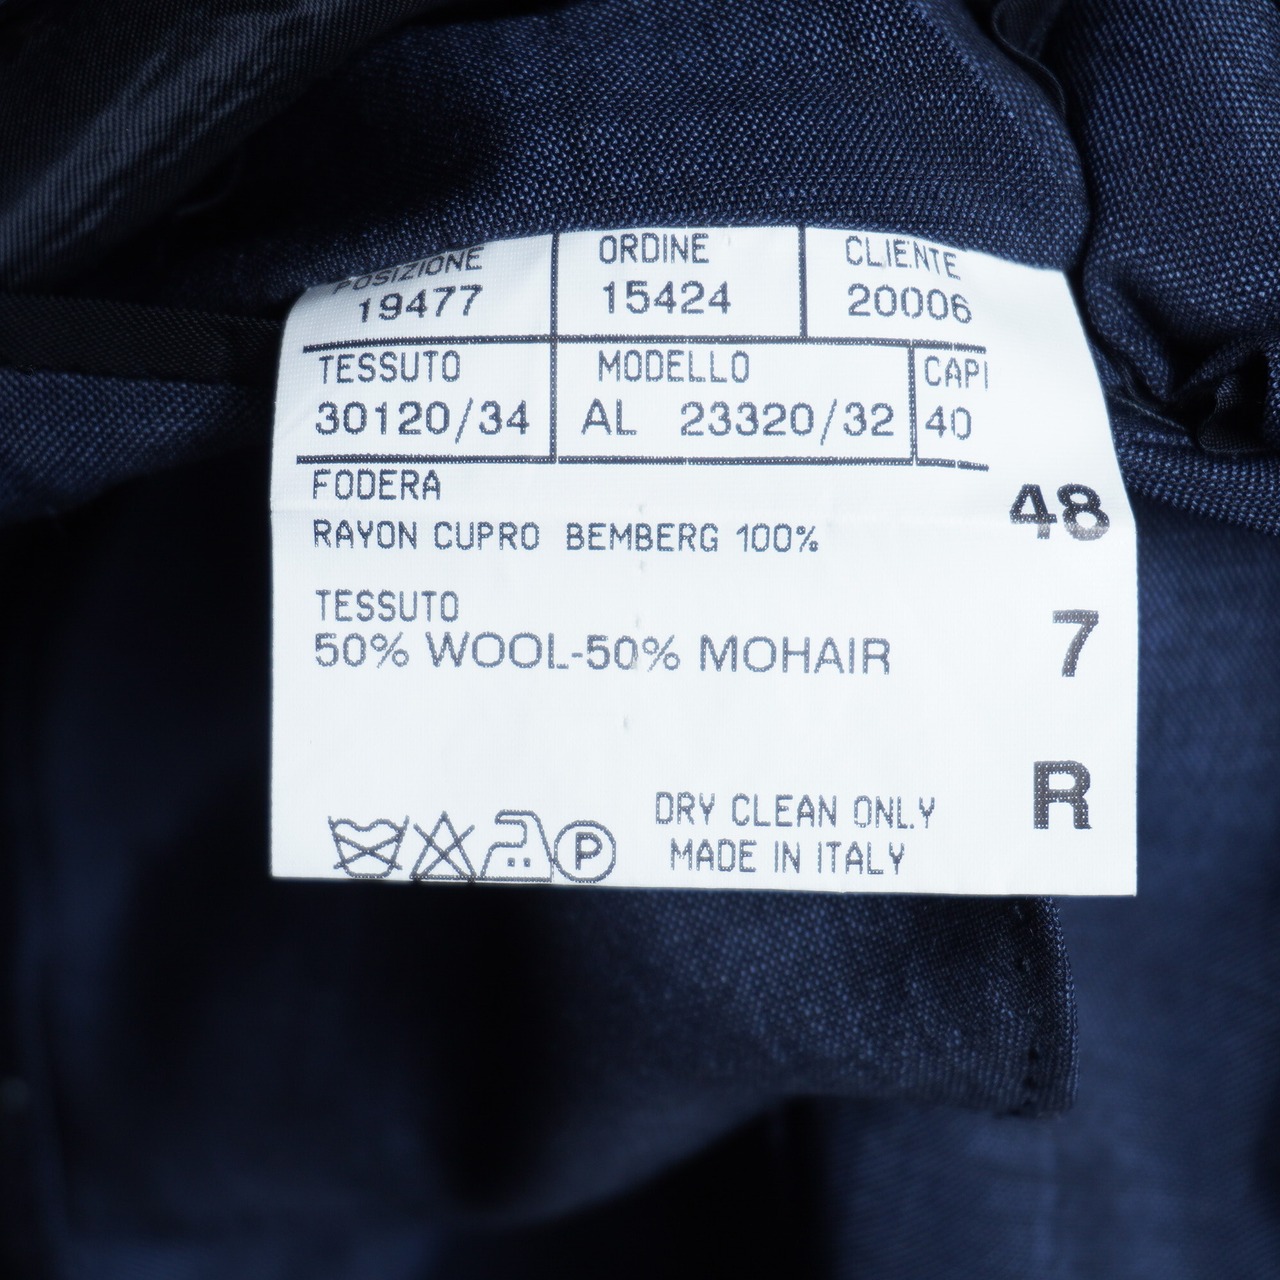 POSIZIONE ORDINE CLIENTE
19477 15424 20006
TESSUTO MODELLO CAPI
30120/34 AL 23320/32 40
FODERA
48
RAYON CUPRO BEMBERG 100%
TESSUTO
7
50% WOOL-50% MOHAIR
R
DRY CLEAN ONLY
P
MADE IN ITALY